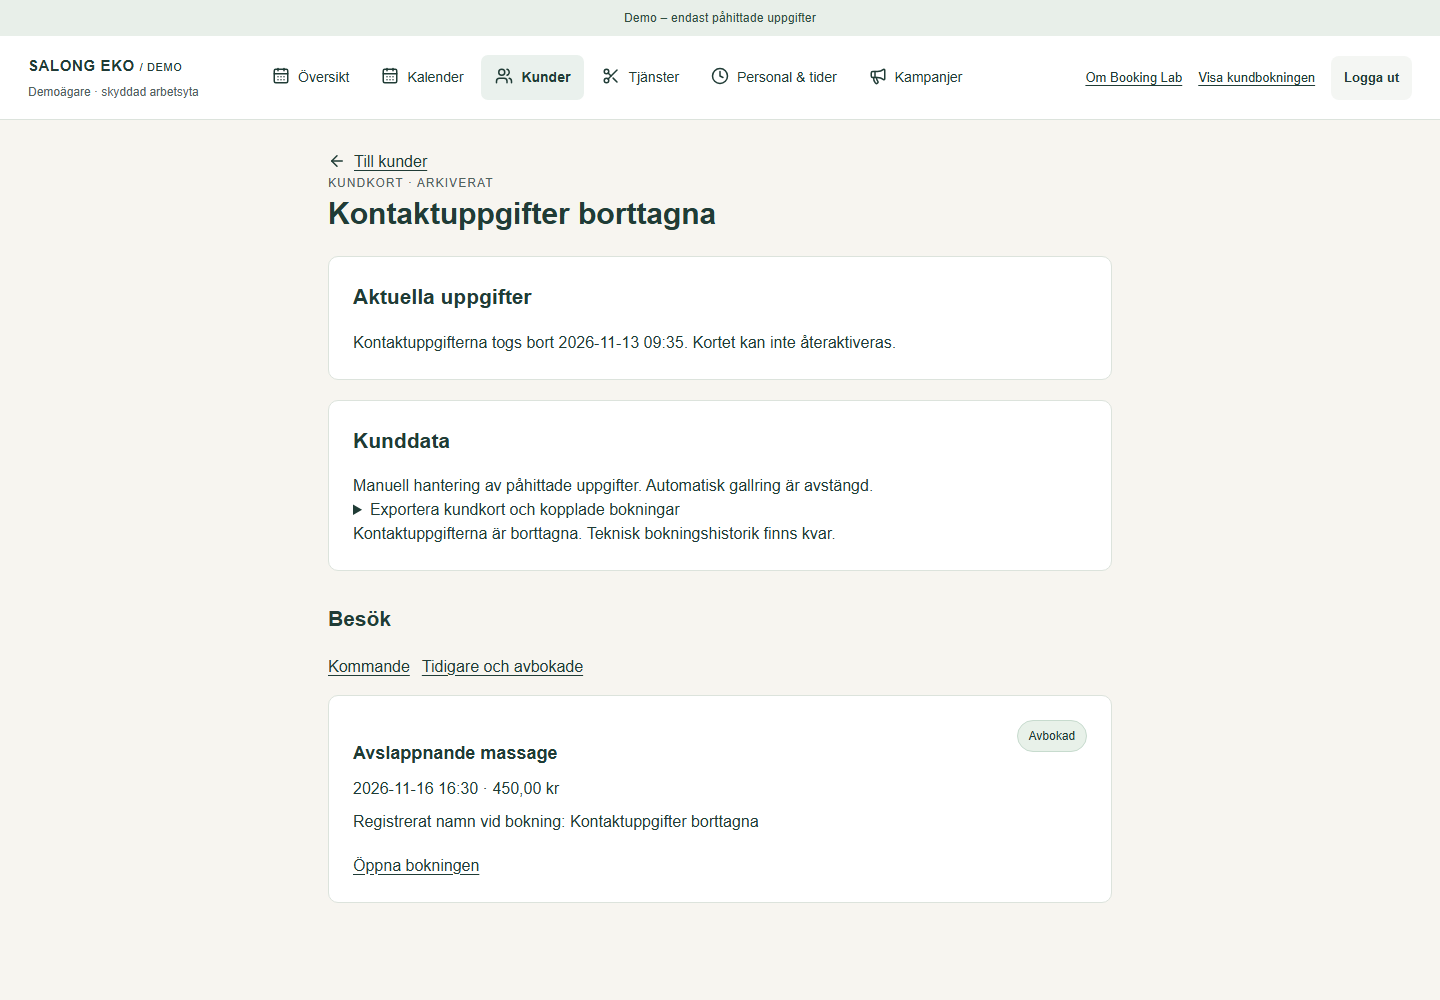 Demo – endast påhittade uppgifter
SALONG EKO / DEMO
Demoägare · skyddad arbetsyta
Översikt
Kalender
Kunder
Tjänster
Personal & tider
Kampanjer
Om Booking Lab
Visa kundbokningen
Logga ut
Till kunder
KUNDKORT · ARKIVERAT
Kontaktuppgifter borttagna
Aktuella uppgifter
Kontaktuppgifterna togs bort 2026-11-13 09:35. Kortet kan inte återaktiveras.
Kunddata
Manuell hantering av påhittade uppgifter. Automatisk gallring är avstängd.
Exportera kundkort och kopplade bokningar
Kontaktuppgifterna är borttagna. Teknisk bokningshistorik finns kvar.
Besök
Kommande
Tidigare och avbokade
Avbokad
Avslappnande massage
2026-11-16 16:30 · 450,00 kr
Registrerat namn vid bokning: Kontaktuppgifter borttagna
Öppna bokningen